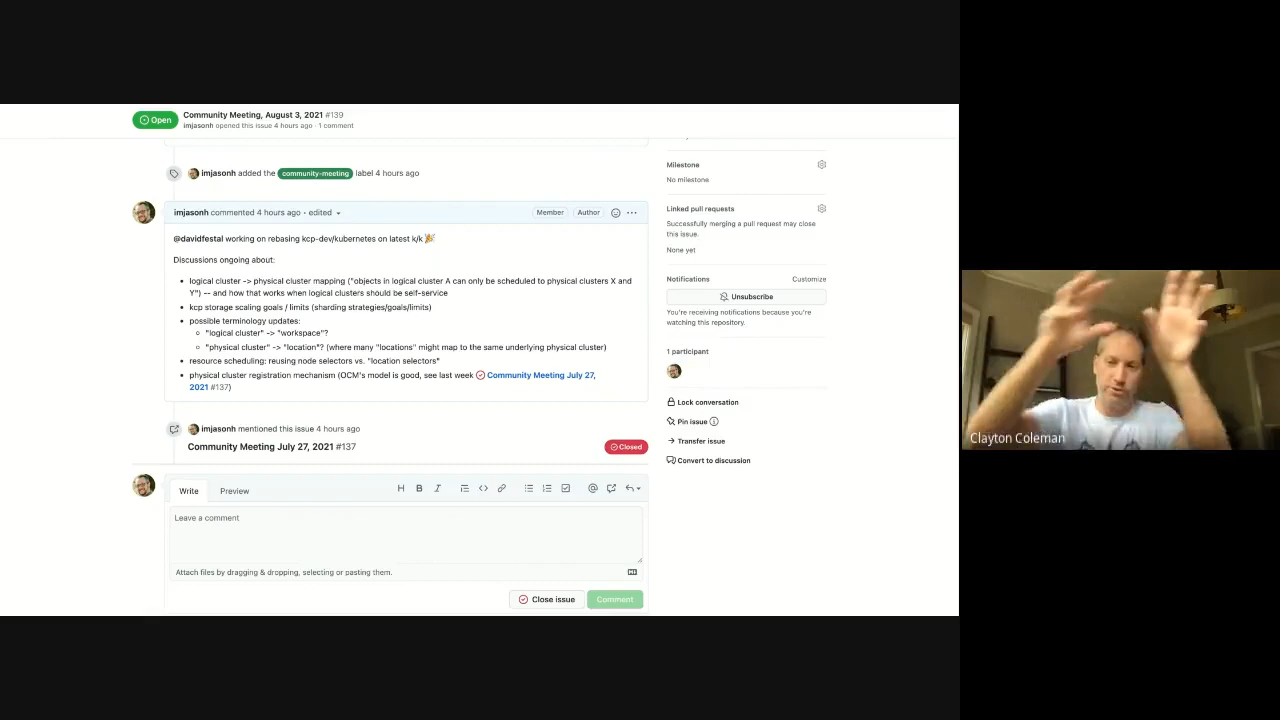 Open
Community Meeting, August 3, 2021 #139
imjasonh opened this issue 4 hours ago · 1 comment
imjasonh added the community-meeting label 4 hours ago
imjasonh commented 4 hours ago • edited
Member
Author
@davidfestal working on rebasing kcp-dev/kubernetes on latest k/k 🎉
Discussions ongoing about:
• logical cluster -> physical cluster mapping ("objects in logical cluster A can only be scheduled to physical clusters X and
Y") -- and how that works when logical clusters should be self-service
• kcp storage scaling goals / limits (sharding strategies/goals/limits)
• possible terminology updates:
◦ "logical cluster" -> "workspace"?
◦ "physical cluster" -> "location"? (where many "locations" might map to the same underlying physical cluster)
• resource scheduling: reusing node selectors vs. "location selectors"
• physical cluster registration mechanism (OCM's model is good, see last week Community Meeting July 27,
2021 #137)
imjasonh mentioned this issue 4 hours ago
Community Meeting July 27, 2021 #137
Closed
Write
Preview
Leave a comment
Attach files by dragging & dropping, selecting or pasting them.
Close issue
Comment
Milestone
No milestone
Linked pull requests
Successfully merging a pull request may close
this issue.
None yet
Notifications
Customize
Unsubscribe
You're receiving notifications because you're
watching this repository.
1 participant
Lock conversation
Pin issue
Transfer issue
Convert to discussion
Clayton Coleman